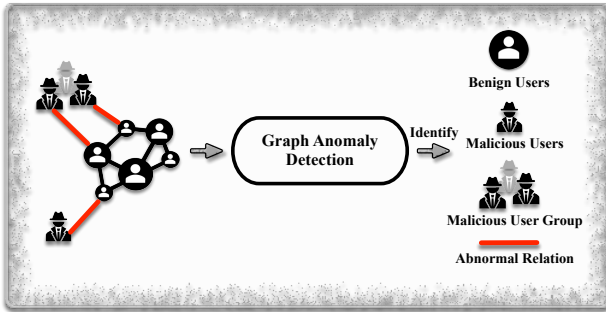 Graph Anomaly
Detection
Identify
Benign Users
Malicious Users
Malicious User Group
Abnormal Relation